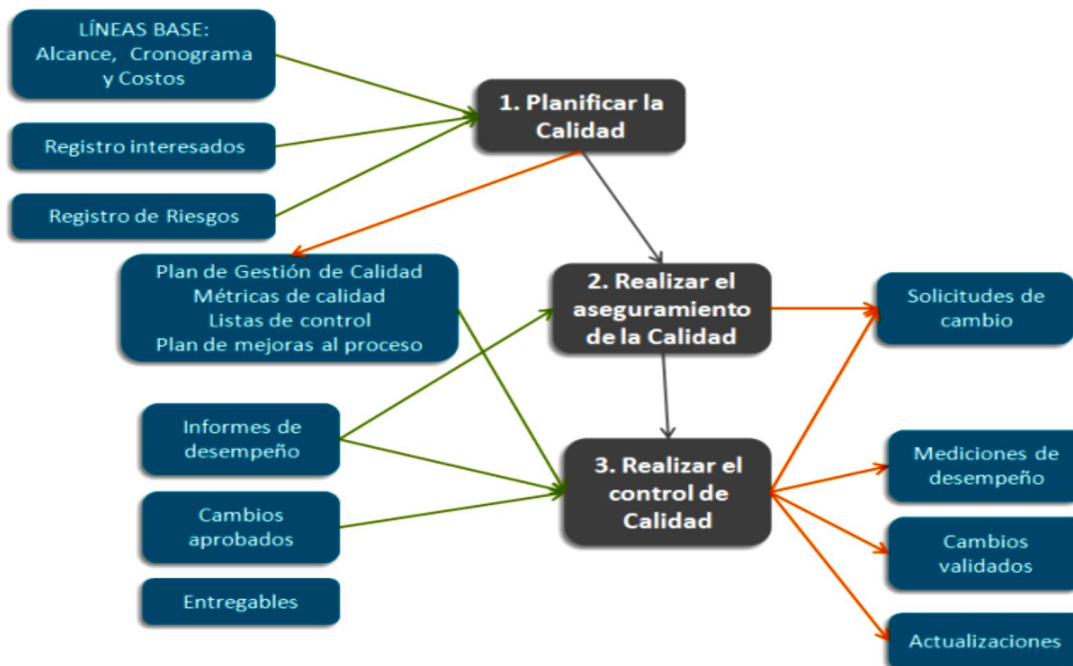 LÍNEAS BASE:
Alcance, Cronograma
y Costos
1. Planificar la
Calidad
Registro interesados
Registro de Riesgos
Plan de Gestión de Calidad
Métricas de calidad
Listas de control
Plan de mejoras al proceso
2. Realizar el
aseguramiento
de la Calidad
Solicitudes de
cambio
Informes de
desempeño
3. Realizar el
control de
Calidad
Mediciones de
desempeño
Cambios
aprobados
Cambios
validados
Entregables
Actualizaciones